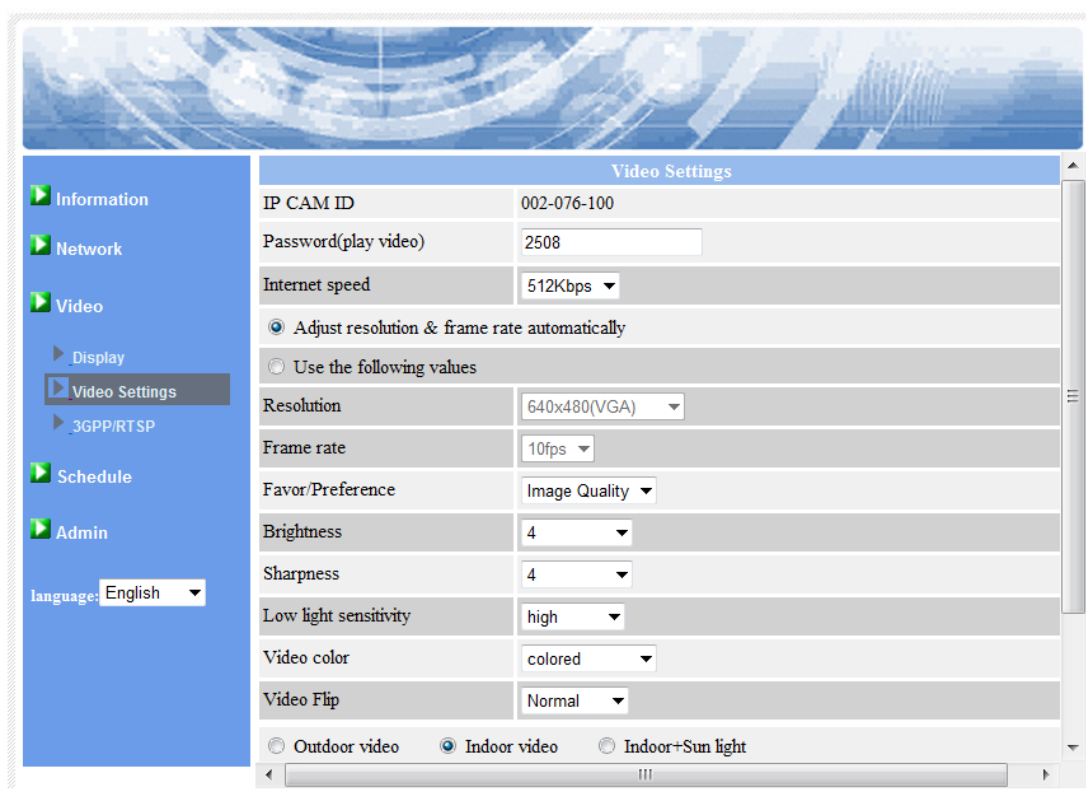 Video Settings
Information
Network
Video
Display
Video Settings
3GPP/RTSP
Schedule
Admin
language: English
IP CAM ID 002-076-100
Password(play video) 2508
Internet speed 512Kbps
Adjust resolution & frame rate automatically
Use the following values
Resolution 640x480(VGA)
Frame rate 10fps
Favor/Preference Image Quality
Brightness 4
Sharpness 4
Low light sensitivity high
Video color colored
Video Flip Normal
Outdoor video Indoor video Indoor+Sun light